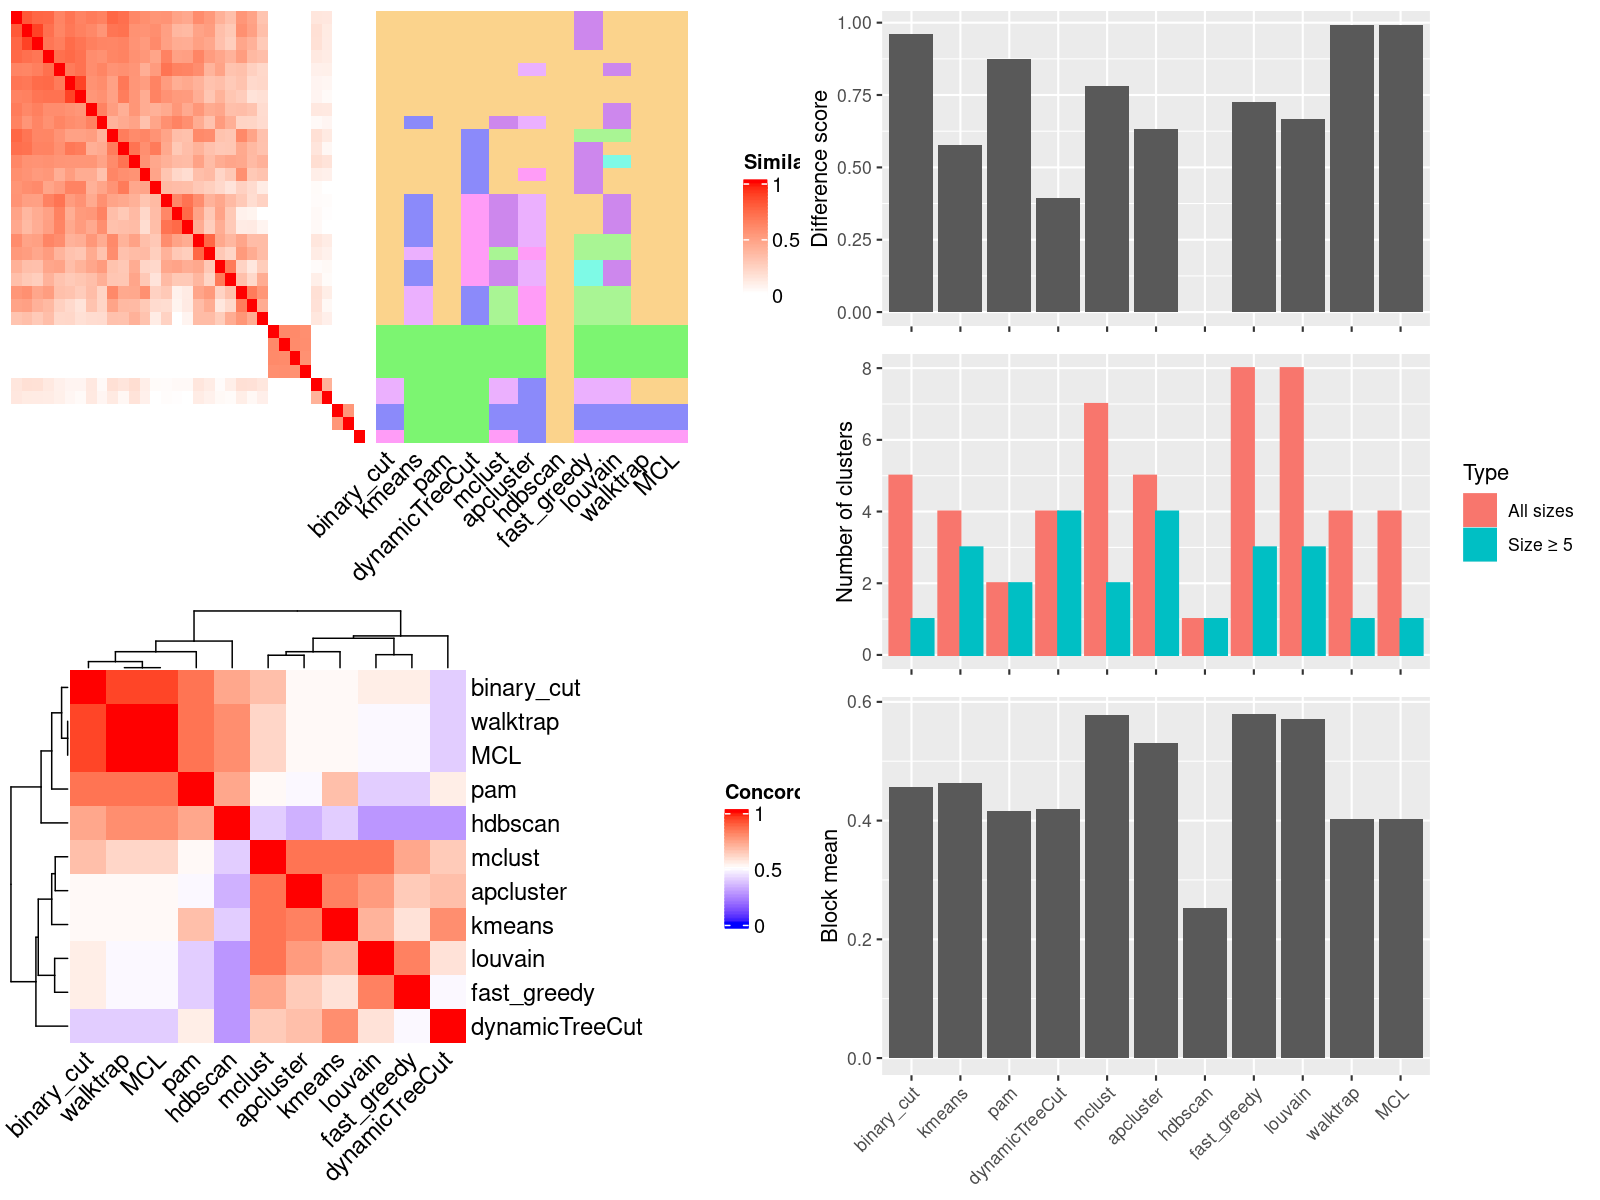 Simila
1
0.5
0
binary_cut
kmeans
pam
dynamicTreeCut
mclust
apcluster
hdbscan
fast_greedy
louvain
walktrap
MCL
binary_cut
walktrap
MCL
pam
hdbscan
mclust
apcluster
kmeans
louvain
fast_greedy
dynamicTreeCut
binary_cut
walktrap
MCL
pam
hdbscan
mclust
apcluster
kmeans
louvain
fast_greedy
dynamicTreeCut
Concord
1
0.5
0
Difference score
1.00
0.75
0.50
0.25
0.00
Number of clusters
8
6
4
2
0
Type
All sizes
Size ≥ 5
Block mean
0.6
0.4
0.2
0.0
binary_cut
kmeans
pam
dynamicTreeCut
mclust
apcluster
hdbscan
fast_greedy
louvain
walktrap
MCL